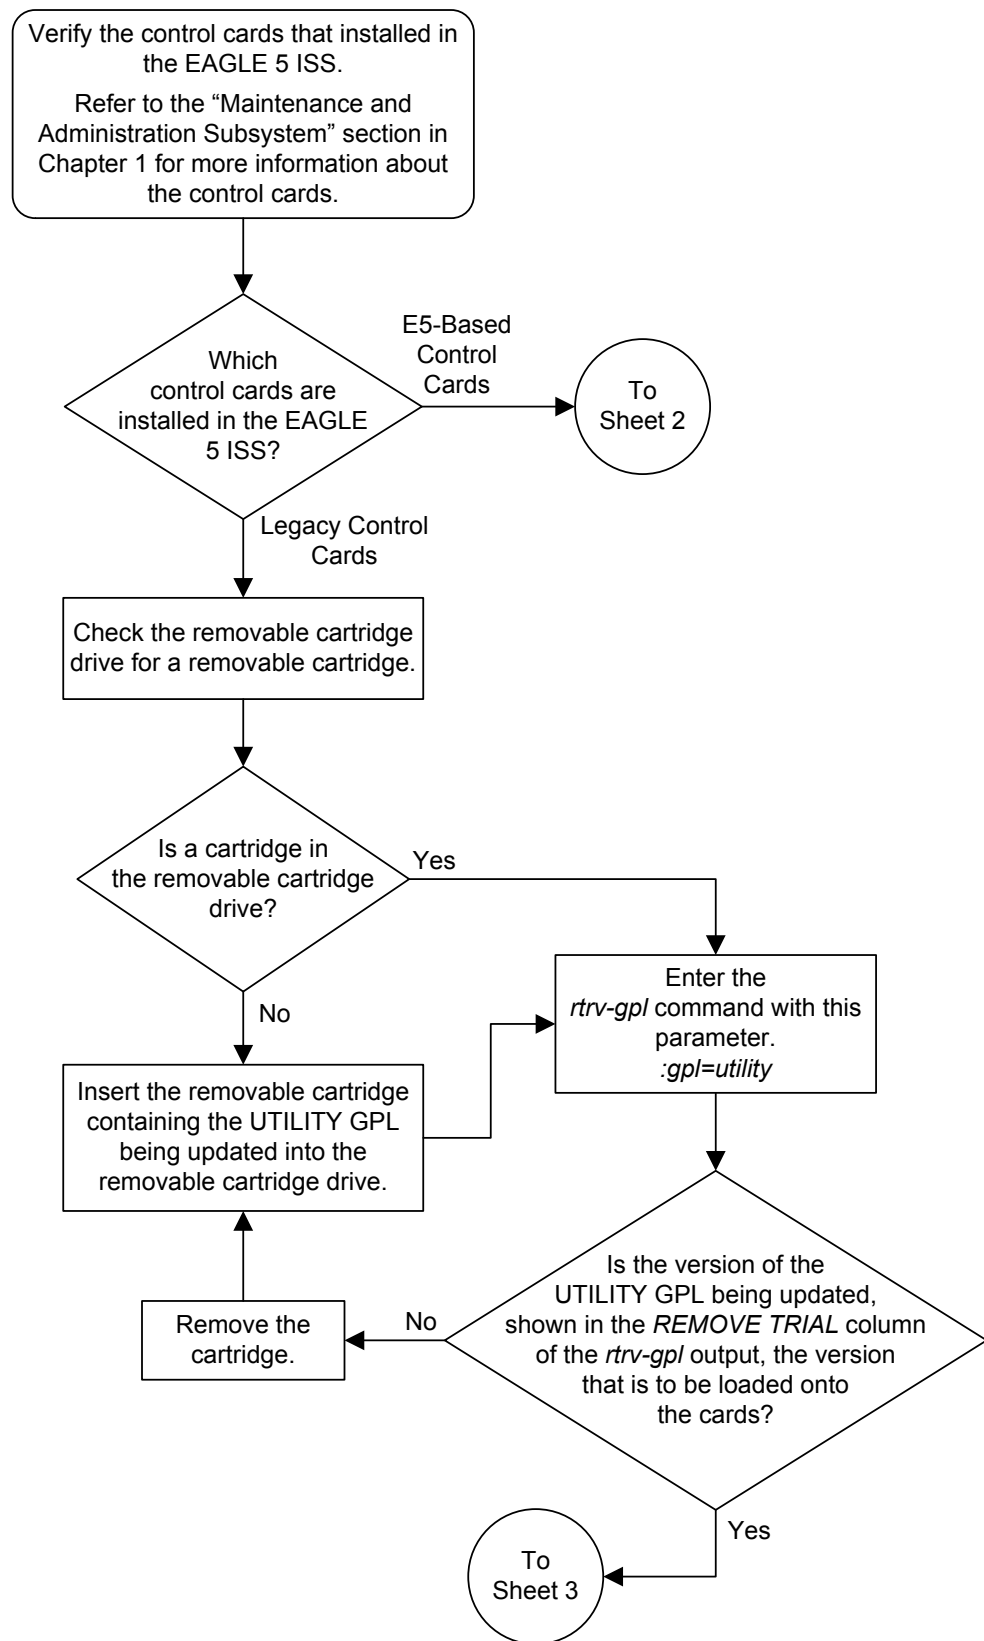 Verify the control cards that installed in
the EAGLE 5 ISS.
Refer to the “Maintenance and
Administration Subsystem” section in
Chapter 1 for more information about
the control cards.
Which
control cards are
installed in the EAGLE
5 ISS?
E5-Based
Control
Cards
To
Sheet 2
Legacy Control
Cards
Check the removable cartridge
drive for a removable cartridge.
Is a cartridge in
the removable cartridge
drive?
Yes
No
Enter the
rtrv-gpl command with this
parameter.
:gpl=utility
Insert the removable cartridge
containing the UTILITY GPL
being updated into the
removable cartridge drive.
Is the version of the
UTILITY GPL being updated,
shown in the REMOVE TRIAL column
of the rtrv-gpl output, the version
that is to be loaded onto
the cards?
No
Remove the
cartridge.
Yes
To
Sheet 3